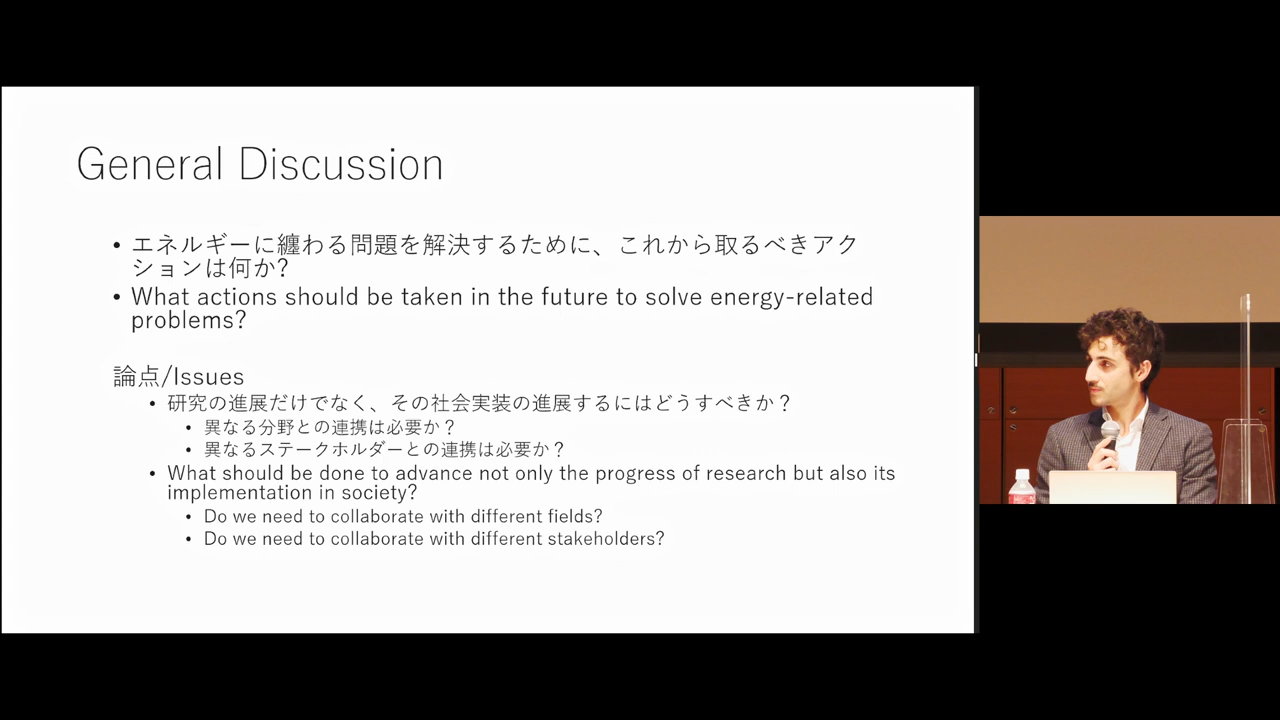 General Discussion
• エネルギーに纏わる問題を解決するために、これから取るべきアク
ションは何か?
• What actions should be taken in the future to solve energy-related
problems?
論点/Issues
• 研究の進展だけでなく、その社会実装の進展するにはどうすべきか？
• 異なる分野との連携は必要か？
• 異なるステークホルダーとの連携は必要か？
• What should be done to advance not only the progress of research but also its
implementation in society?
• Do we need to collaborate with different fields?
• Do we need to collaborate with different stakeholders?